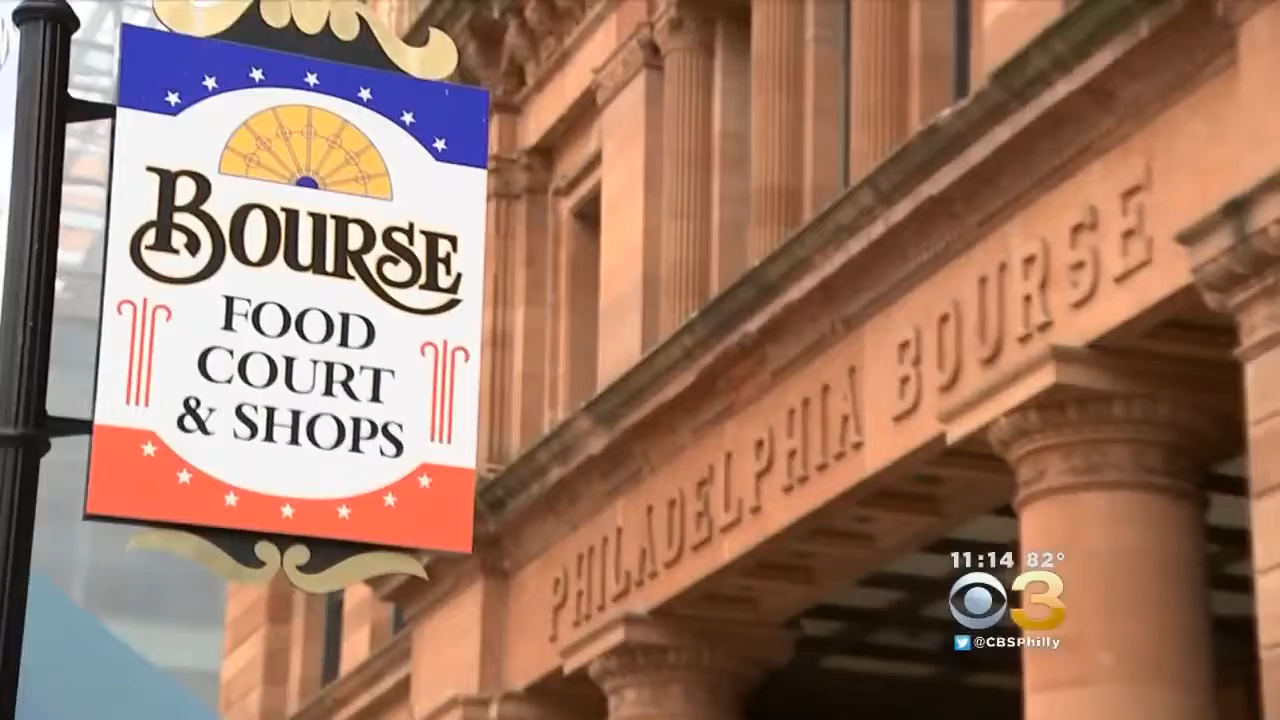 BOURSE
FOOD
COURT
& SHOPS
PHILADELPHIA BOURSE
11:14 82°
3
@CBSPhilly